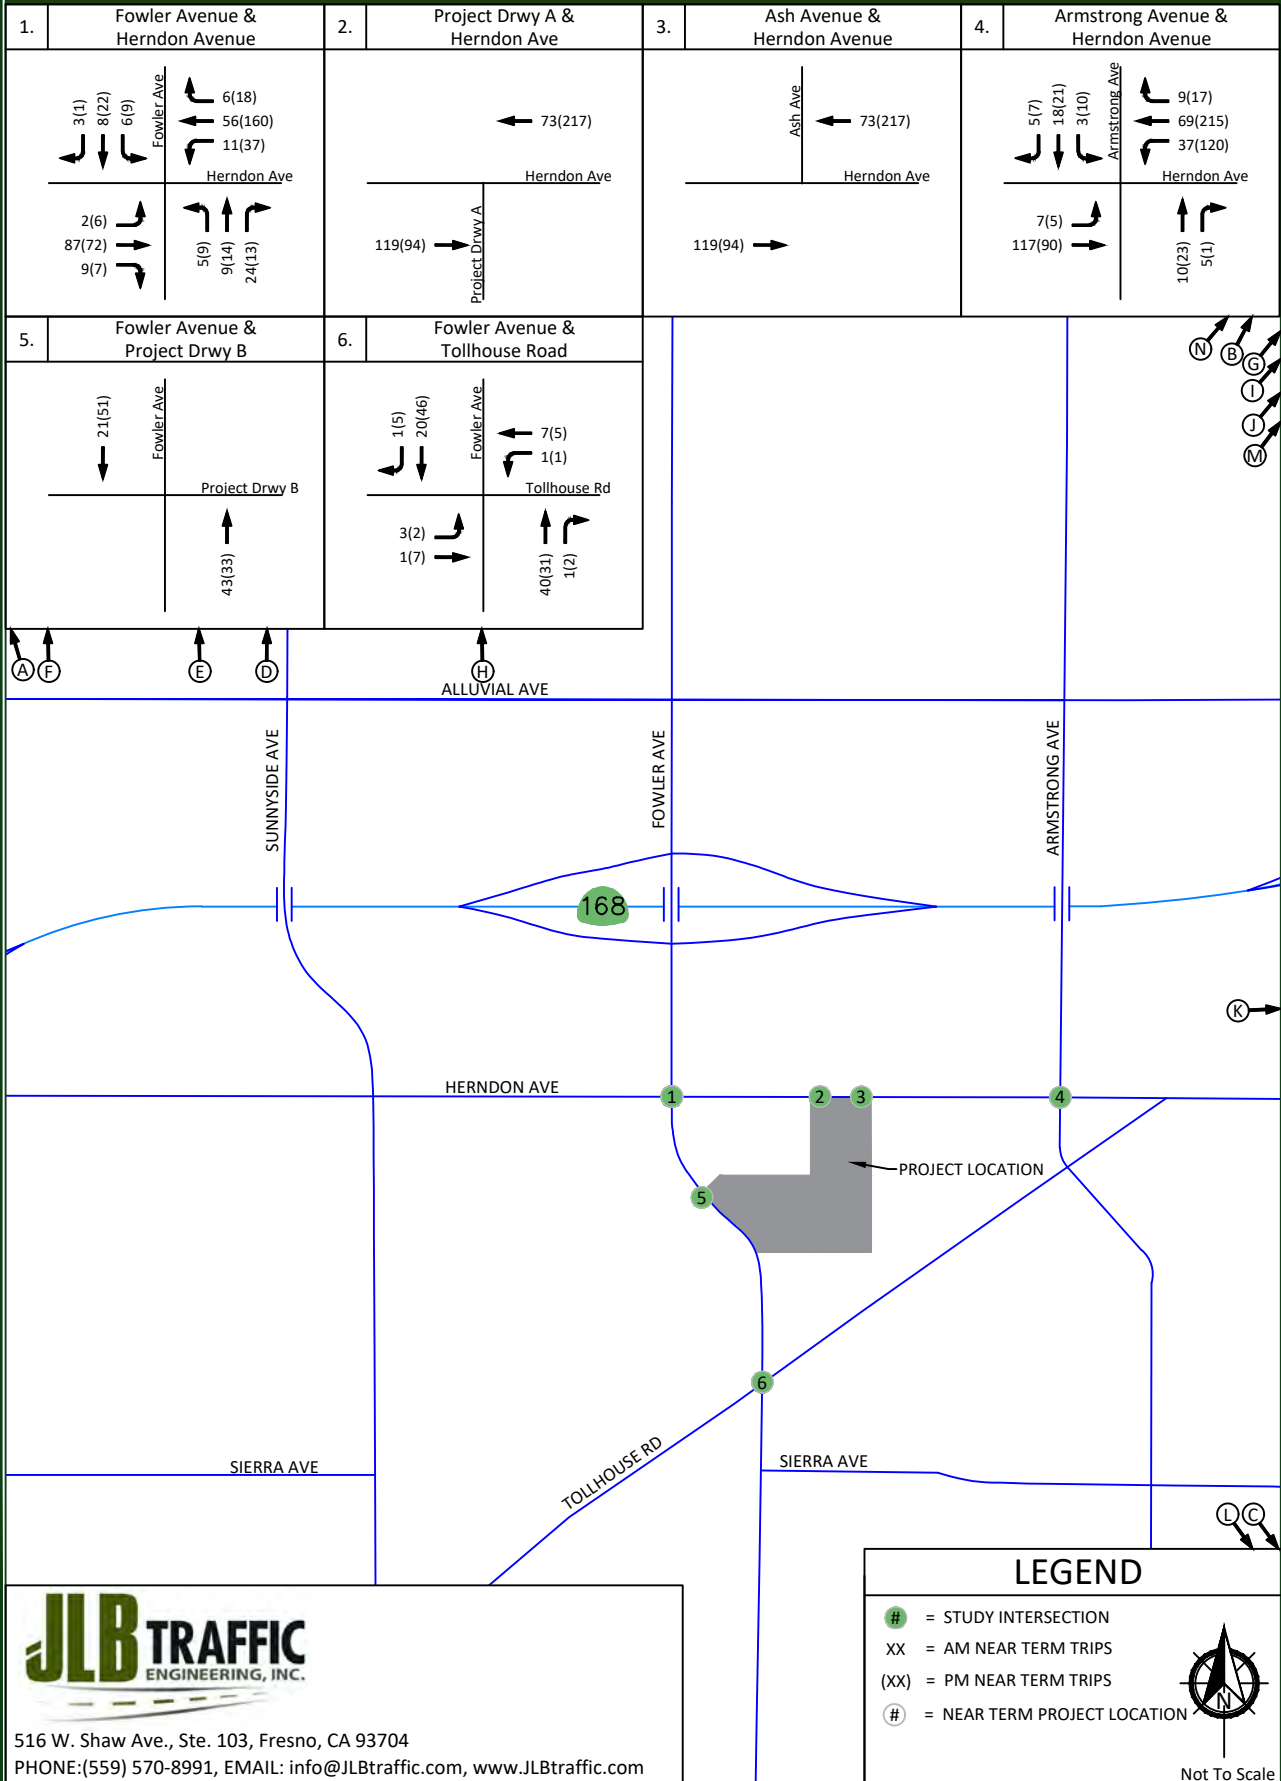 1.
Fowler Avenue &
Herndon Avenue
3(1)
8(22)
6(9)
Fowler Ave
6(18)
56(160)
11(37)
Herndon Ave
2(6)
87(72)
9(7)
5(9)
9(14)
24(13)
2.
Project Drwy A &
Herndon Ave
73(217)
Herndon Ave
119(94)
Project Drwy A
3.
Ash Avenue &
Herndon Avenue
Ash Ave
73(217)
Herndon Ave
119(94)
4.
Armstrong Avenue &
Herndon Avenue
5(7)
18(21)
3(10)
Armstrong Ave
9(17)
69(215)
37(120)
Herndon Ave
7(5)
117(90)
10(23)
5(1)
5.
Fowler Avenue &
Project Drwy B
21(51)
Fowler Ave
Project Drwy B
43(33)
6.
Fowler Avenue &
Tollhouse Road
1(5)
20(46)
Fowler Ave
7(5)
1(1)
Tollhouse Rd
3(2)
1(7)
40(31)
1(2)
N
B
G
I
J
M
A
F
E
D
H
ALLUVIAL AVE
SUNNYSIDE AVE
FOWLER AVE
ARMSTRONG AVE
168
K
HERNDON AVE
1
2
3
4
PROJECT LOCATION
5
6
SIERRA AVE
TOLLHOUSE RD
SIERRA AVE
L
C
JLB TRAFFIC
ENGINEERING, INC.
516 W. Shaw Ave., Ste. 103, Fresno, CA 93704
PHONE:(559) 570-8991, EMAIL: info@JLBtraffic.com, www.JLBtraffic.com
LEGEND
# = STUDY INTERSECTION
XX = AM NEAR TERM TRIPS
(XX) = PM NEAR TERM TRIPS
# = NEAR TERM PROJECT LOCATION
N
Not To Scale